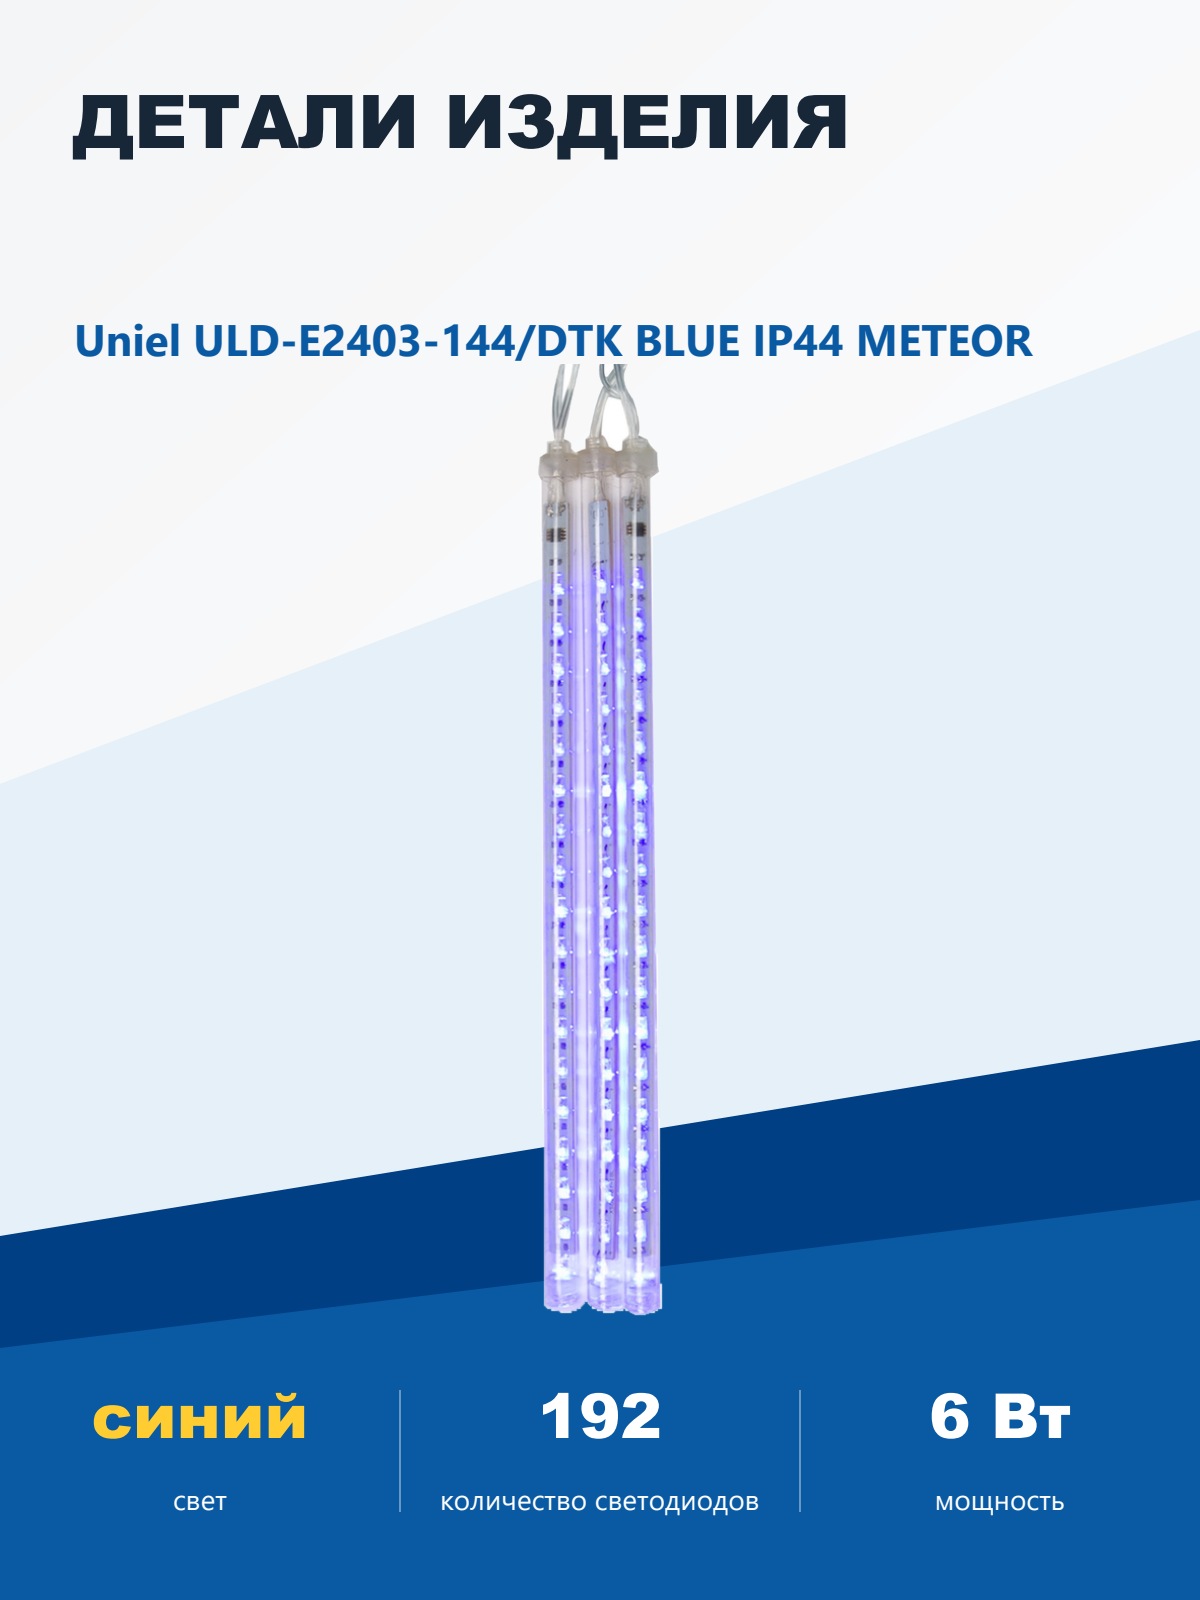 ДЕТАЛИ ИЗДЕЛИЯ
Uniel ULD-E2403-144/DTK BLUE IP44 METEOR
синий
свет
192
количество светодиодов
6 Вт
мощность